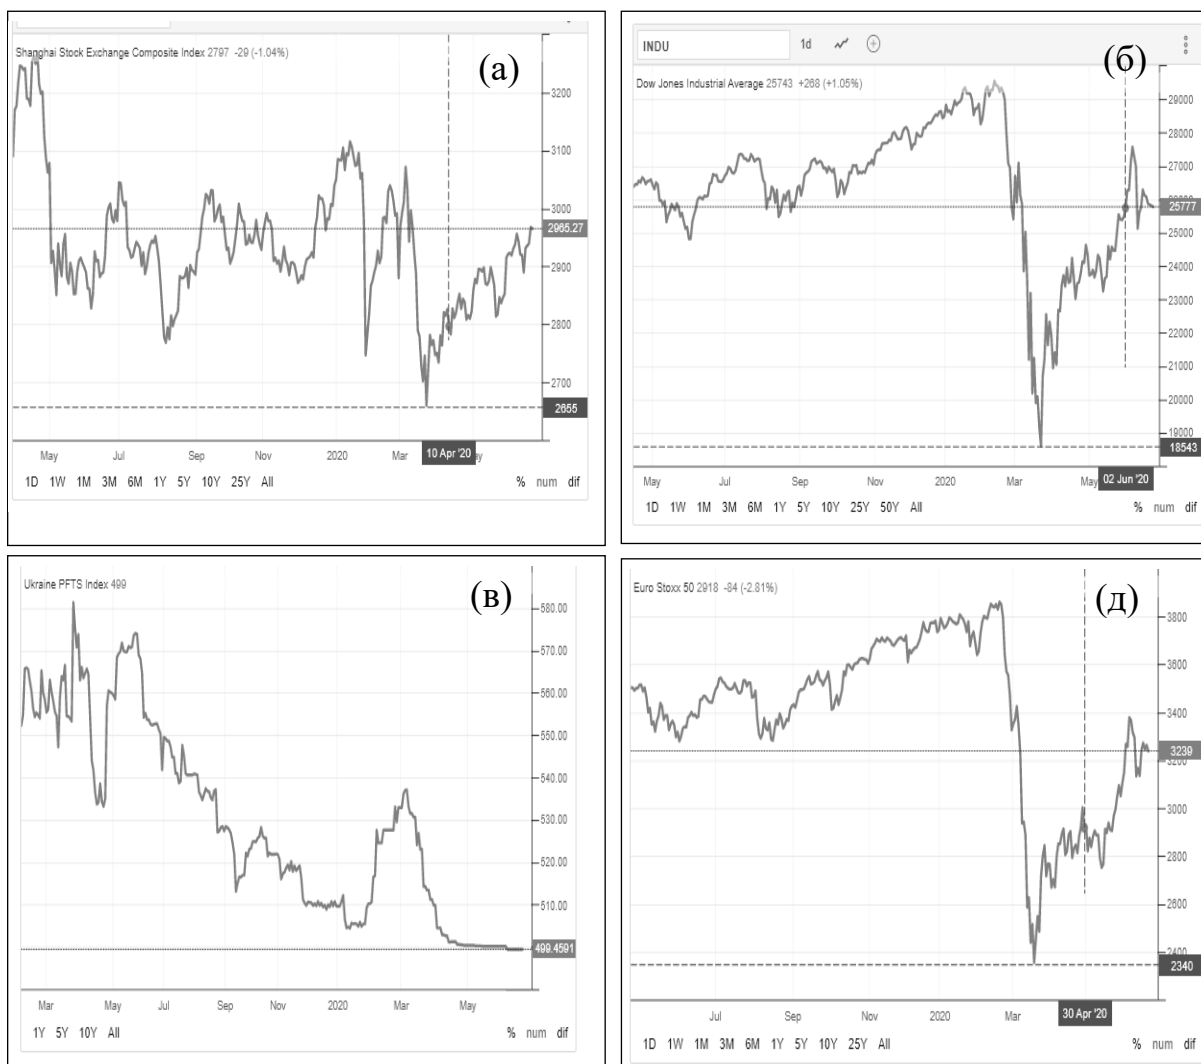 Shanghai Stock Exchange Composite Index 2797 -29 (-1.04%)
(а)
3200
3100
3000
2965.27
2900
2800
2700
2655
May Jul Sep Nov 2020 Mar 10 Apr '20
1D 1W 1M 3M 6M 1Y 5Y 10Y 25Y All % num dif
INDU 1d
(б)
Dow Jones Industrial Average 25743 +268 (+1.05%)
29000
28000
27000
26000
25777
25000
24000
23000
22000
21000
20000
19000
18543
May Jul Sep Nov 2020 Mar May 02 Jun '20
1D 1W 1M 3M 6M 1Y 5Y 10Y 25Y 50Y All % num dif
Ukraine PFTS Index 499
(в)
580.00
570.00
560.00
550.00
540.00
530.00
520.00
510.00
499.4591
Mar May Jul Sep Nov 2020 Mar May
1Y 5Y 10Y All % num dif
Euro Stoxx 50 2918 -84 (-2.81%)
(д)
3800
3600
3400
3239
3200
3000
2800
2600
2400
2340
Jul Sep Nov 2020 Mar 30 Apr '20
1D 1W 1M 3M 6M 1Y 5Y 10Y 25Y All % num dif